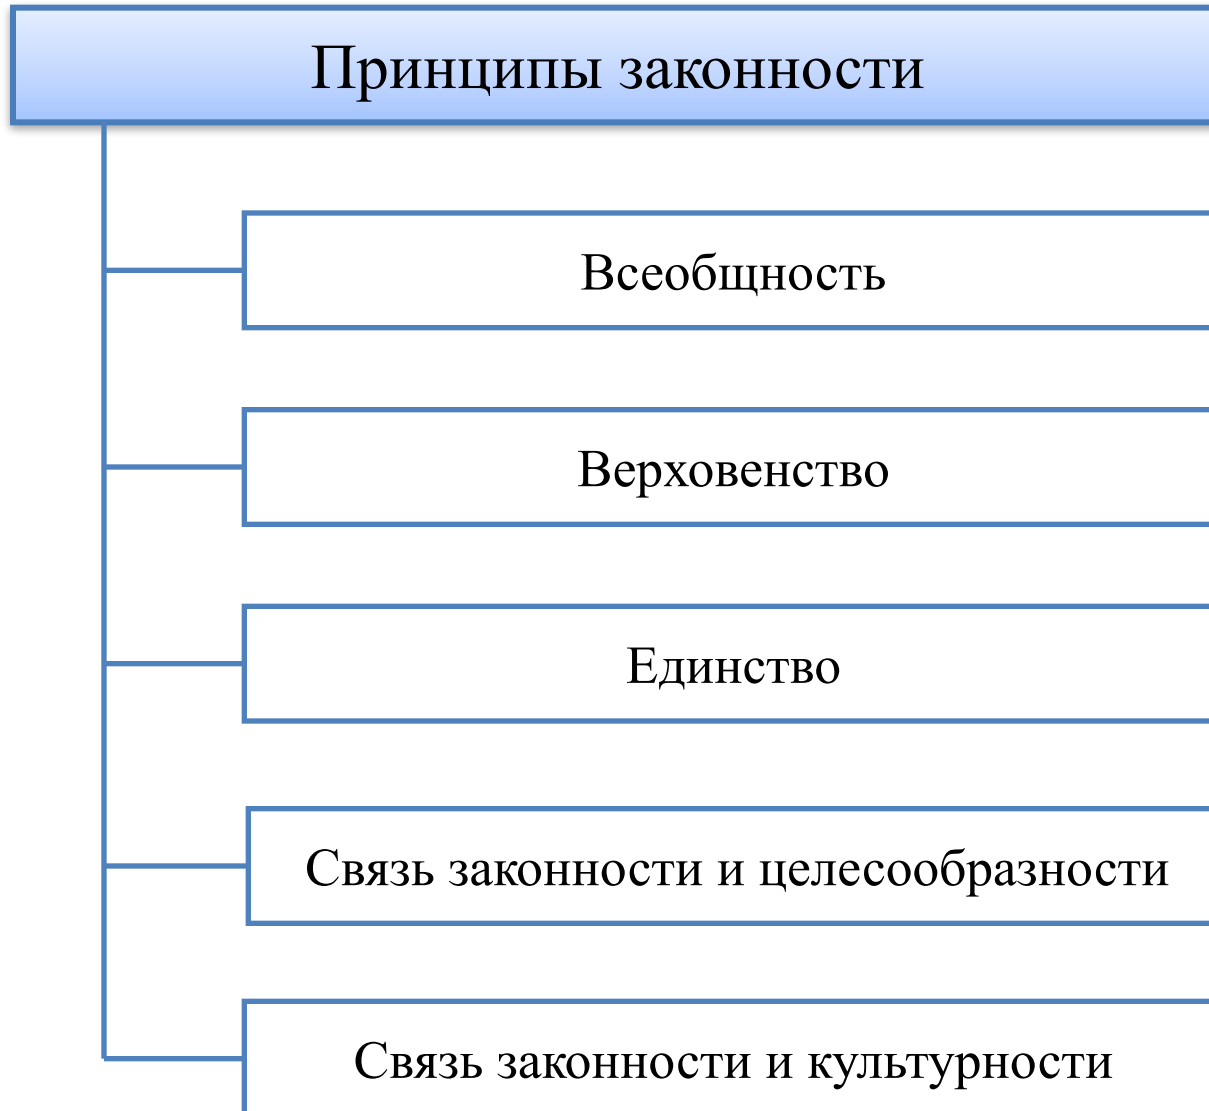 Принципы законности
Всеобщность
Верховенство
Единство
Связь законности и целесообразности
Связь законности и культурности